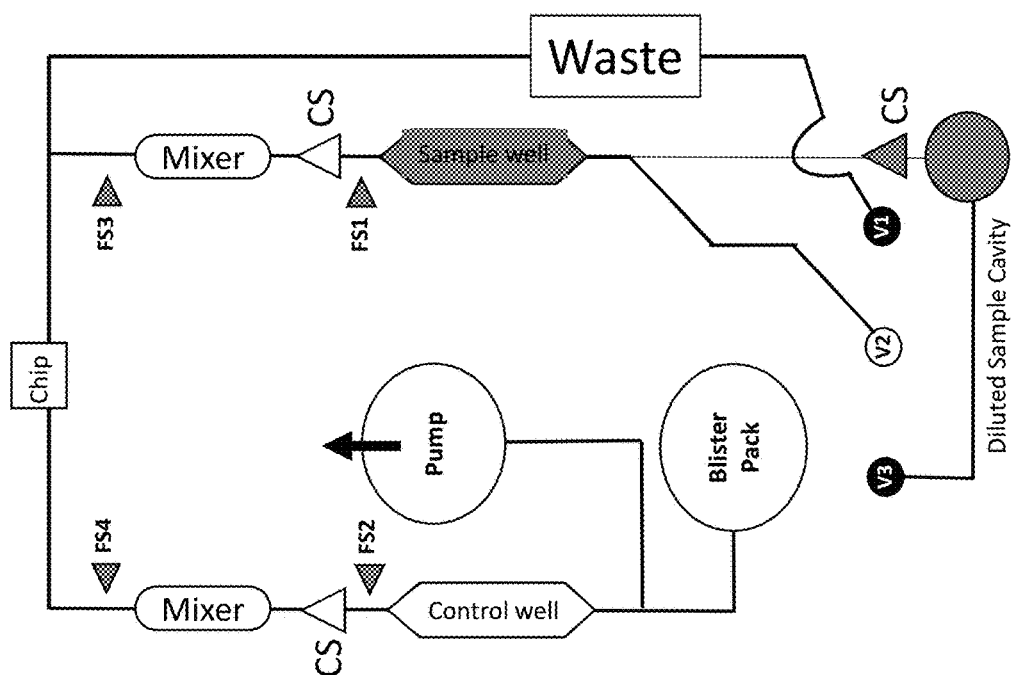 Waste
CS
CS
Mixer
Sample well
FS3
FS1
V1
Diluted Sample Cavity
Chip
V2
Pump
Blister
Pack
V3
FS4
FS2
Mixer
Control well
CS